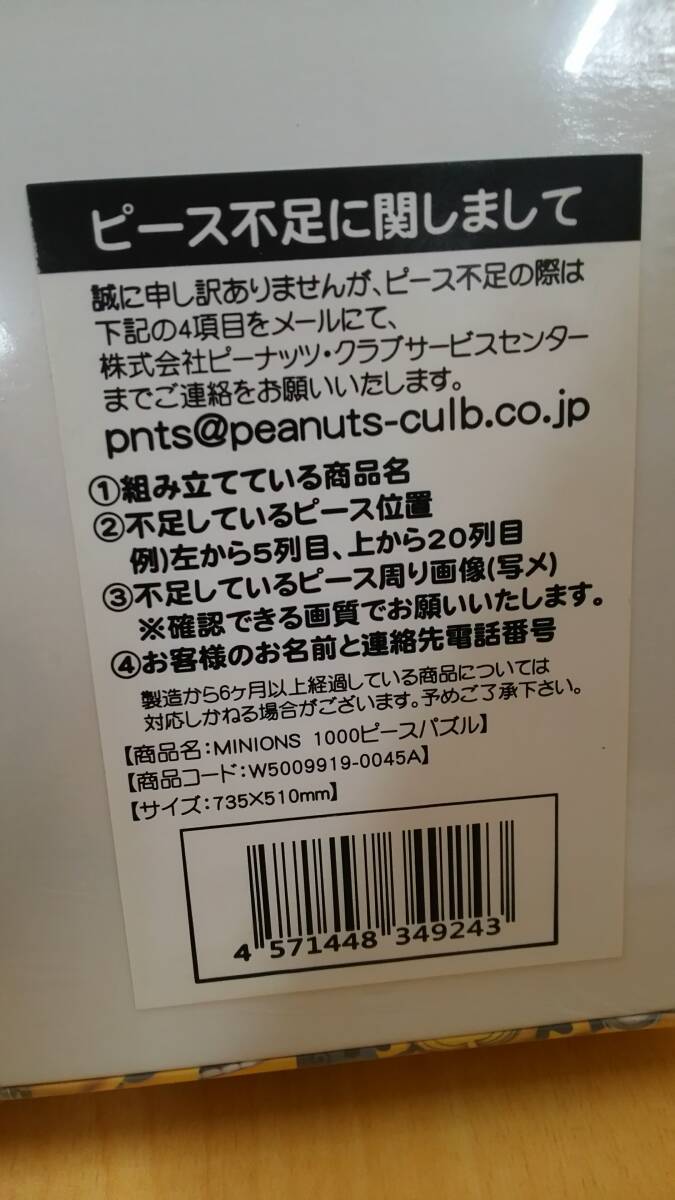 ピース不足に関しまして
誠に申し訳ありませんが、ピース不足の際は
下記の4項目をメールにて、
株式会社ピーナッツ・クラブサービスセンター
までご連絡をお願いいたします。
pnts@peanuts-culb.co.jp
①組み立てている商品名
②不足しているピース位置
例)左から5列目、上から20列目
③不足しているピース周り画像(写メ)
※確認できる画質でお願いいたします。
④お客様のお名前と連絡先電話番号
製造から6ヶ月以上経過している商品については
対応しかねる場合がございます。予めご了承下さい。
【商品名：MINIONS 1000ピースパズル】
【商品コード：W5009919-0045A】
【サイズ：735×510mm】
4 571448 349243